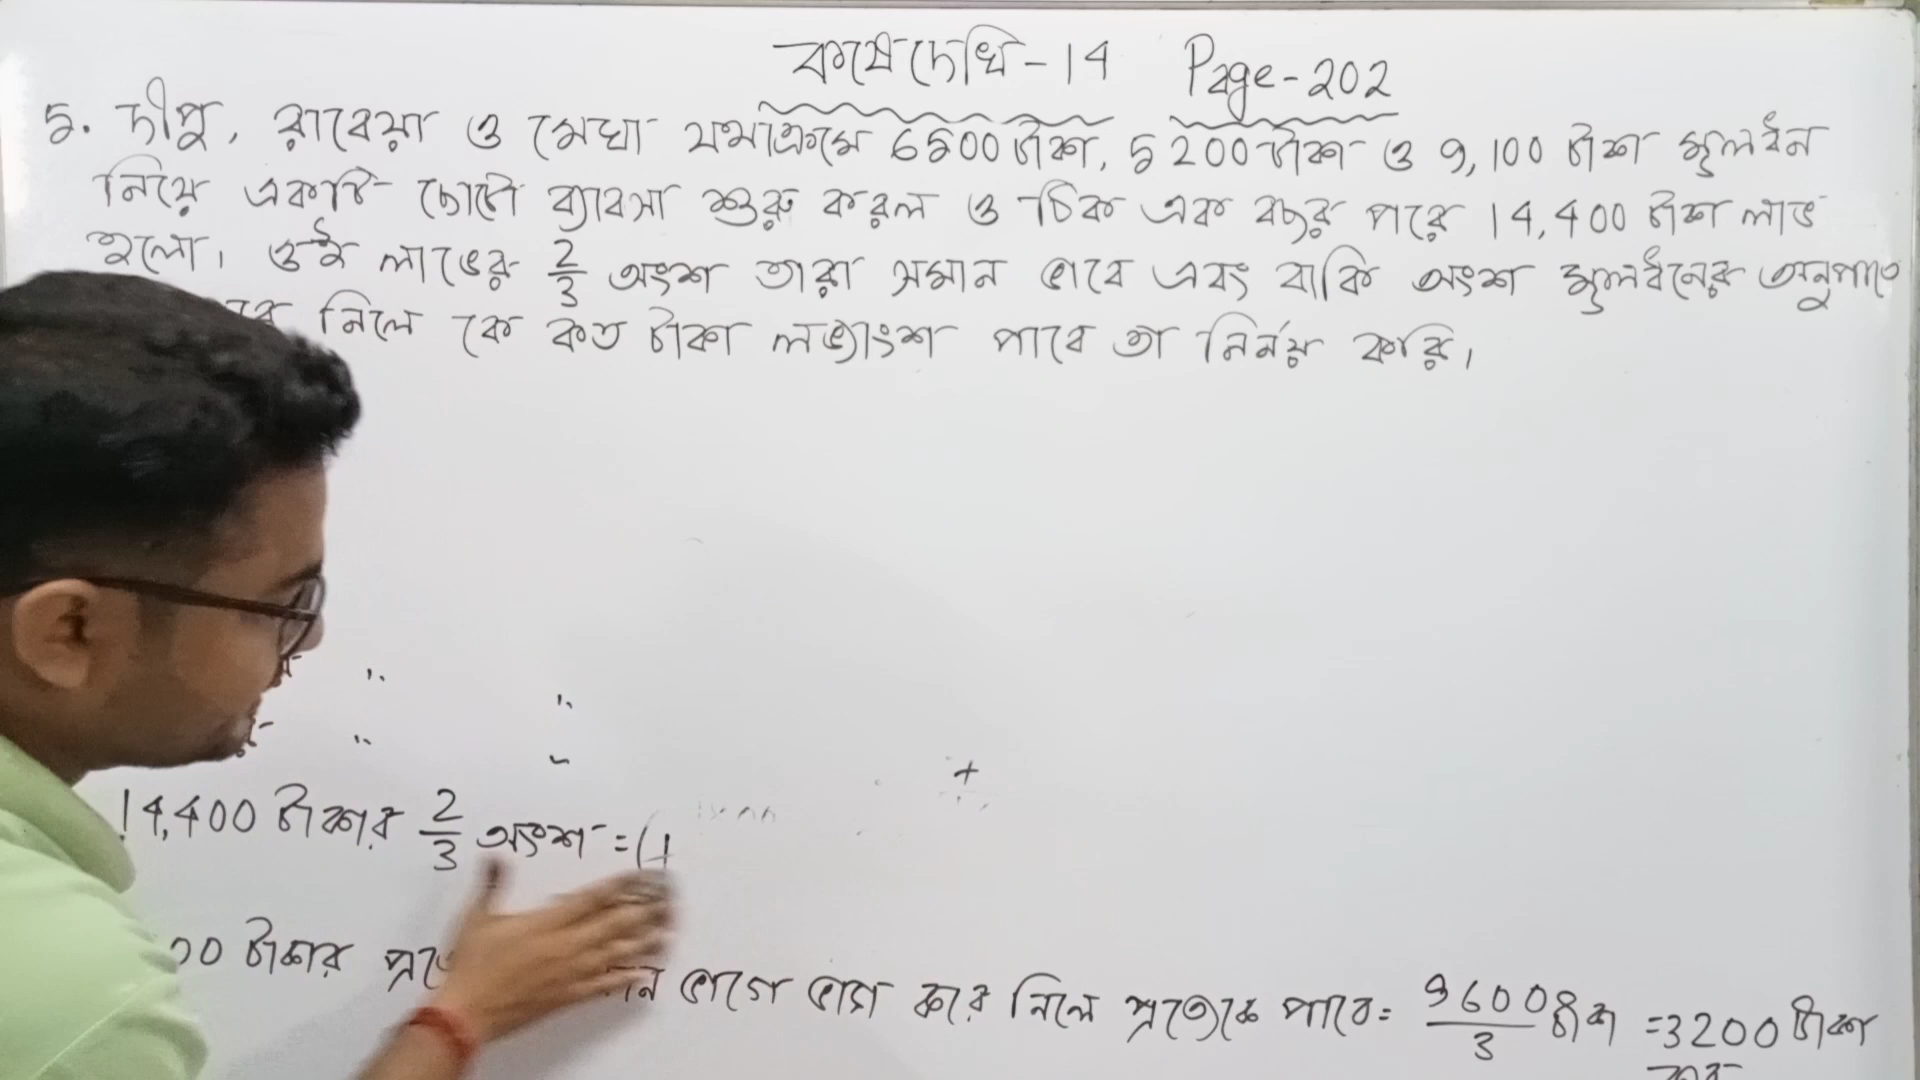 কষে দেখি - 14 Page - 202
5. দীপু, রাবেয়া ও মেঘা যথাক্রমে 6500 টাকা, 5200 টাকা ও 9,100 টাকা মূলধন
নিয়ে একটি ছোটো ব্যাবসা শুরু করল ও ঠিক এক বছর পরে 14,400 টাকা লাভ
হলো। ওই লাভের 2/3 অংশ তারা সমান ভাবে এবং বাকি অংশ মূলধনের অনুপাতে
নিলে কে কত টাকা লভ্যাংশ পাবে তা নির্ণয় করি।
14,400 টাকার 2/3 অংশ = (1
00 টাকার ভাগে ভাগ করে নিলে প্রত্যেকে পাবে = 9600/3 টাকা = 3200 টাকা